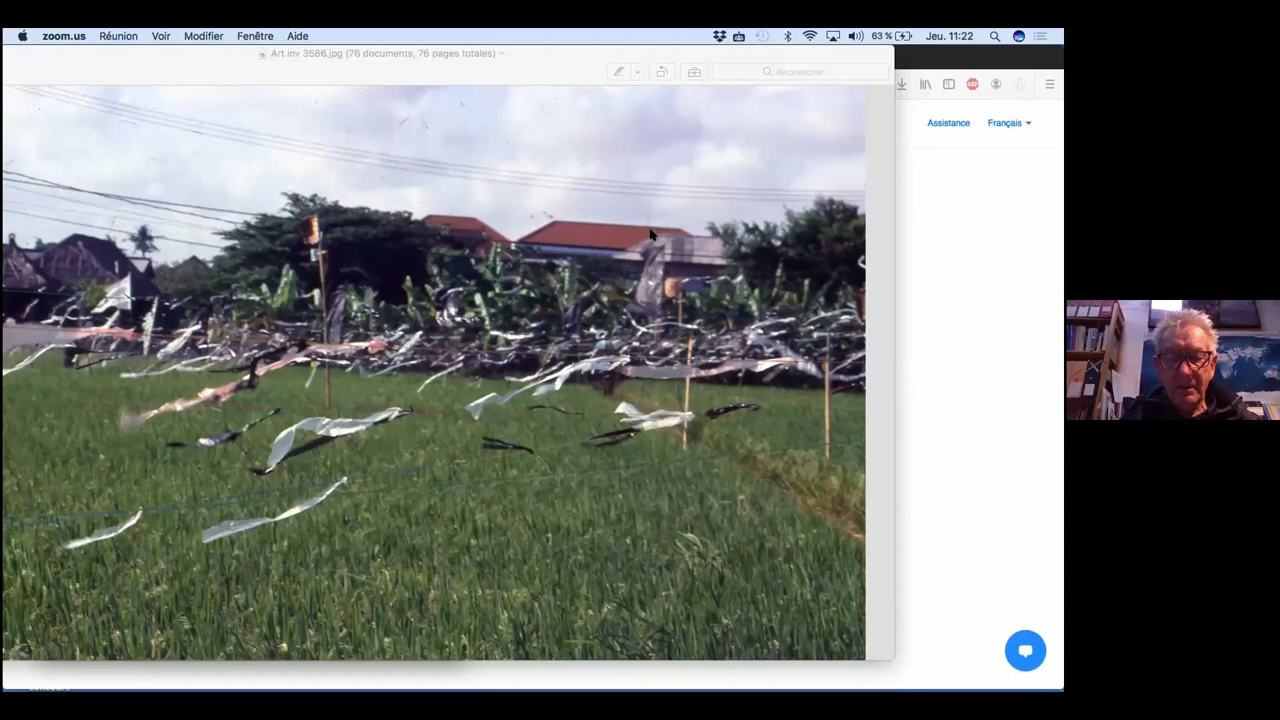 zoom.us Réunion Voir Modifier Fenêtre Aide 63 % Jeu. 11:22
Art inv 3586.jpg (76 documents, 76 pages totales)
Rechercher
ABP
Assistance Français